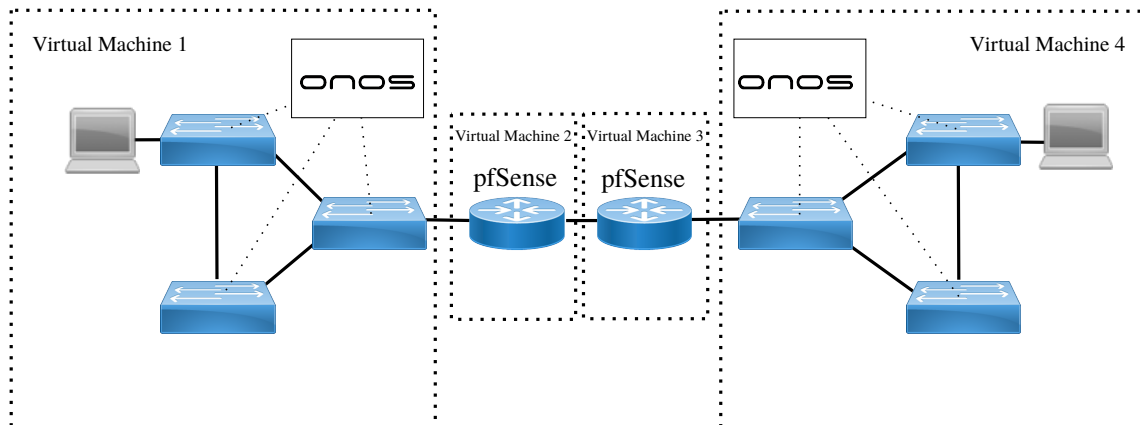 Virtual Machine 1
onos
Virtual Machine 2
pfSense
Virtual Machine 3
pfSense
onos
Virtual Machine 4